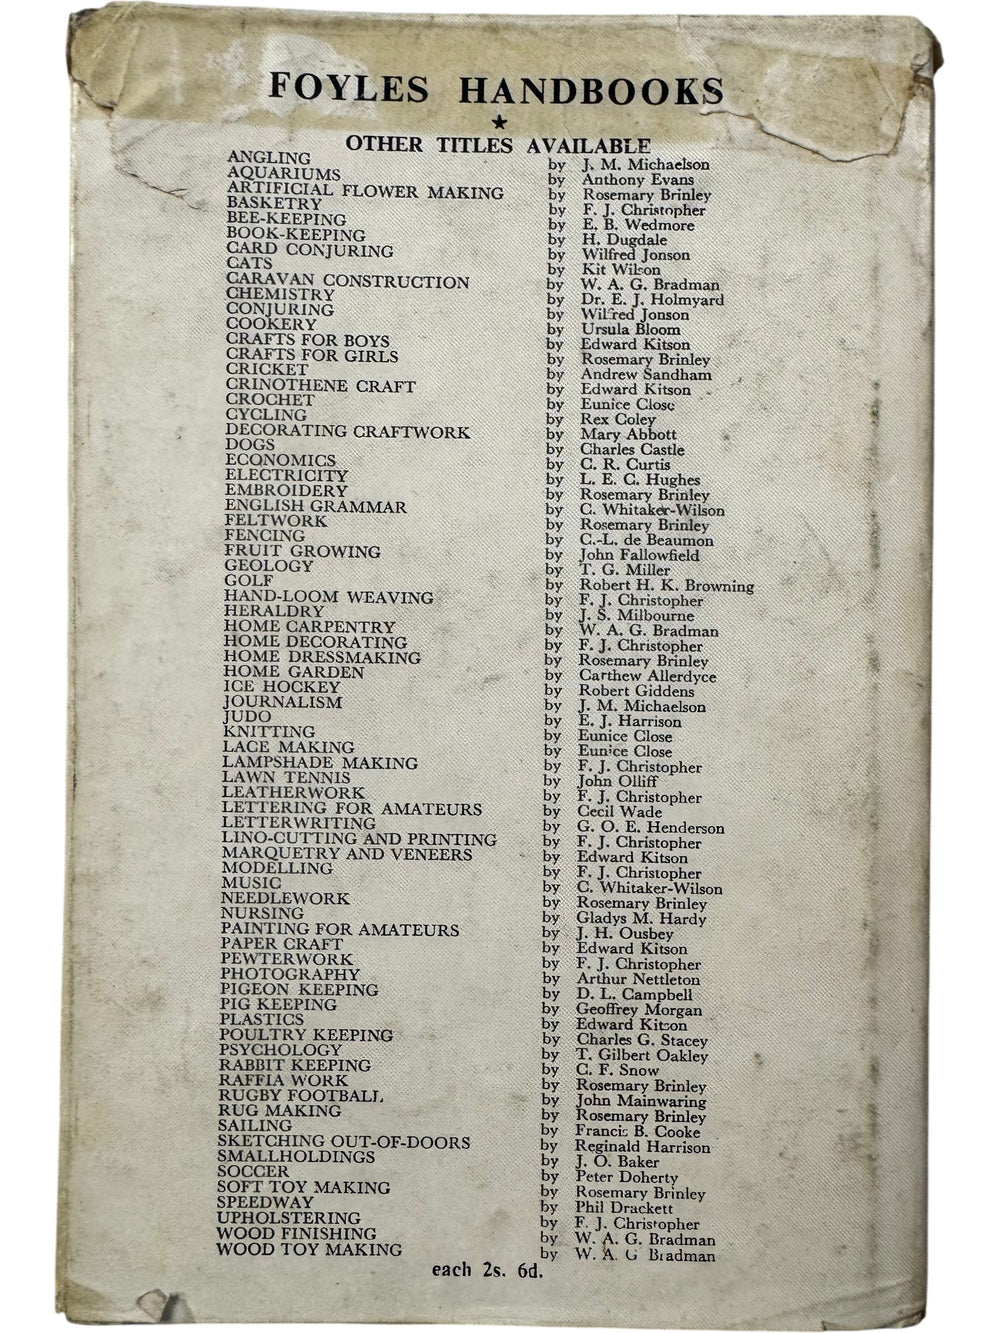 FOYLES HANDBOOKS
★
OTHER TITLES AVAILABLE
ANGLING by J. M. Michaelson
AQUARIUMS by Anthony Evans
ARTIFICIAL FLOWER MAKING by Rosemary Brinley
BASKETRY by F. J. Christopher
BEE-KEEPING by E. B. Wedmore
BOOK-KEEPING by H. Dugdale
CARD CONJURING by Wilfred Jonson
CATS by Kit Wilson
CARAVAN CONSTRUCTION by W. A. G. Bradman
CHEMISTRY by Dr. E. J. Holmyard
CONJURING by Wilfred Jonson
COOKERY by Ursula Bloom
CRAFTS FOR BOYS by Edward Kitson
CRAFTS FOR GIRLS by Rosemary Brinley
CRICKET by Andrew Sandham
CRINOTHENE CRAFT by Edward Kitson
CROCHET by Eunice Close
CYCLING by Rex Coley
DECORATING CRAFTWORK by Mary Abbott
DOGS by Charles Castle
ECONOMICS by C. R. Curtis
ELECTRICITY by L. E. C. Hughes
EMBROIDERY by Rosemary Brinley
ENGLISH GRAMMAR by C. Whitaker-Wilson
FELTWORK by Rosemary Brinley
FENCING by C.-L. de Beaumon
FRUIT GROWING by John Fallowfield
GEOLOGY by T. G. Miller
GOLF by Robert H. K. Browning
HAND-LOOM WEAVING by F. J. Christopher
HERALDRY by J. S. Milbourne
HOME CARPENTRY by W. A. G. Bradman
HOME DECORATING by F. J. Christopher
HOME DRESSMAKING by Rosemary Brinley
HOME GARDEN by Carthew Allerdyce
ICE HOCKEY by Robert Giddens
JOURNALISM by J. M. Michaelson
JUDO by E. J. Harrison
KNITTING by Eunice Close
LACE MAKING by Eunice Close
LAMPSHADE MAKING by F. J. Christopher
LAWN TENNIS by John Olliff
LEATHERWORK by F. J. Christopher
LETTERING FOR AMATEURS by Cecil Wade
LETTERWRITING by G. O. E. Henderson
LINO-CUTTING AND PRINTING by F. J. Christopher
MARQUETRY AND VENEERS by Edward Kitson
MODELLING by F. J. Christopher
MUSIC by C. Whitaker-Wilson
NEEDLEWORK by Rosemary Brinley
NURSING by Gladys M. Hardy
PAINTING FOR AMATEURS by J. H. Ousbey
PAPER CRAFT by Edward Kitson
PEWTERWORK by F. J. Christopher
PHOTOGRAPHY by Arthur Nettleton
PIGEON KEEPING by D. L. Campbell
PIG KEEPING by Geoffrey Morgan
PLASTICS by Edward Kitson
POULTRY KEEPING by Charles G. Stacey
PSYCHOLOGY by T. Gilbert Oakley
RABBIT KEEPING by C. F. Snow
RAFFIA WORK by Rosemary Brinley
RUGBY FOOTBALL by John Mainwaring
RUG MAKING by Rosemary Brinley
SAILING by Francis B. Cooke
SKETCHING OUT-OF-DOORS by Reginald Harrison
SMALLHOLDINGS by J. O. Baker
SOCCER by Peter Doherty
SOFT TOY MAKING by Rosemary Brinley
SPEEDWAY by Phil Drackett
UPHOLSTERING by F. J. Christopher
WOOD FINISHING by W. A. G. Bradman
WOOD TOY MAKING by W. A. G Bradman
each 2s. 6d.